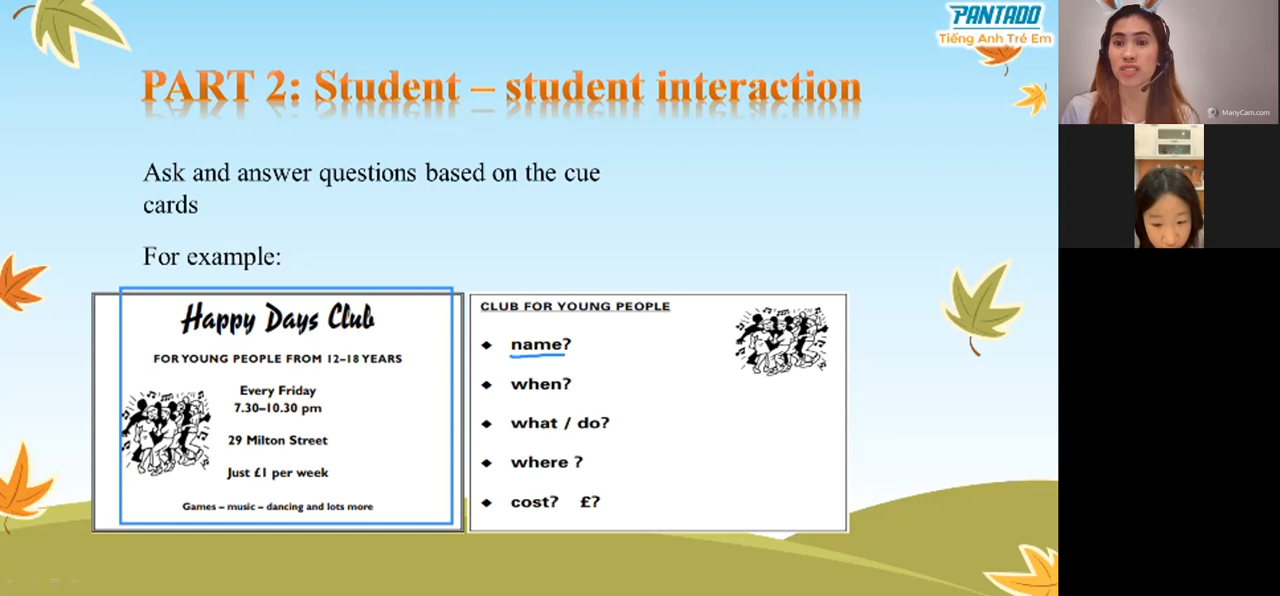 PANTADO
Tiếng Anh Trẻ Em
PART 2: Student – student interaction
ManyCam.com
Ask and answer questions based on the cue
cards
For example:
Happy Days Club
FOR YOUNG PEOPLE FROM 12–18 YEARS
Every Friday
7.30–10.30 pm
29 Milton Street
Just £1 per week
Games – music – dancing and lots more
CLUB FOR YOUNG PEOPLE
name?
when?
what / do?
where ?
cost? £?